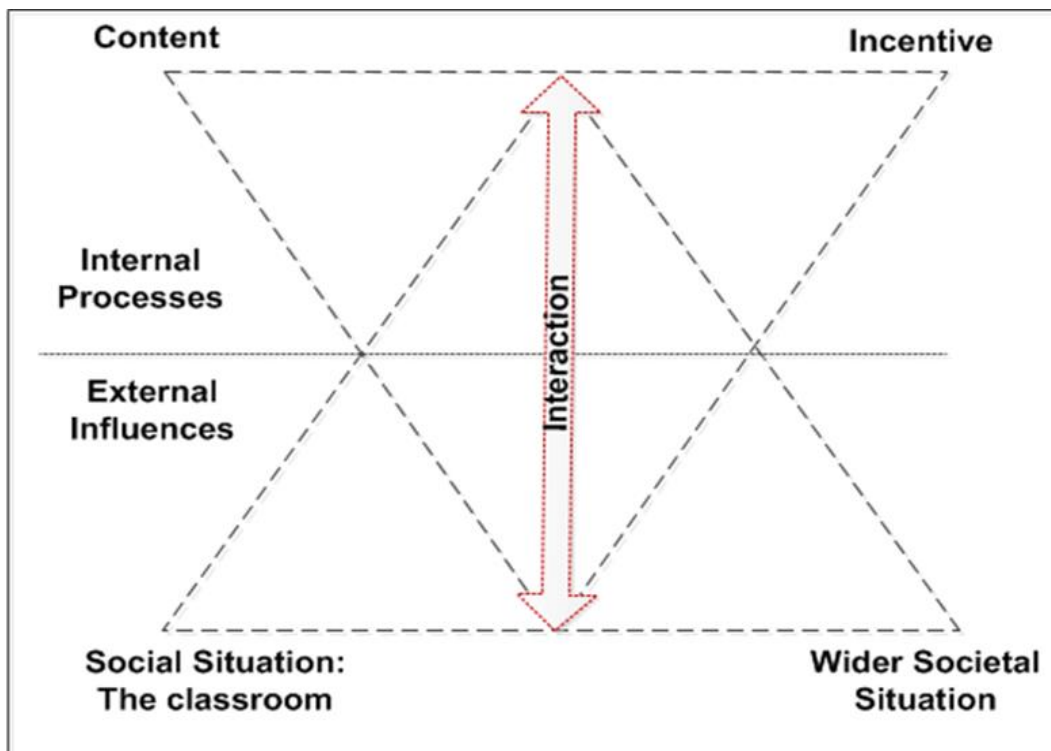 Content
Incentive
Internal
Processes
Interaction
External
Influences
Social Situation:
The classroom
Wider Societal
Situation